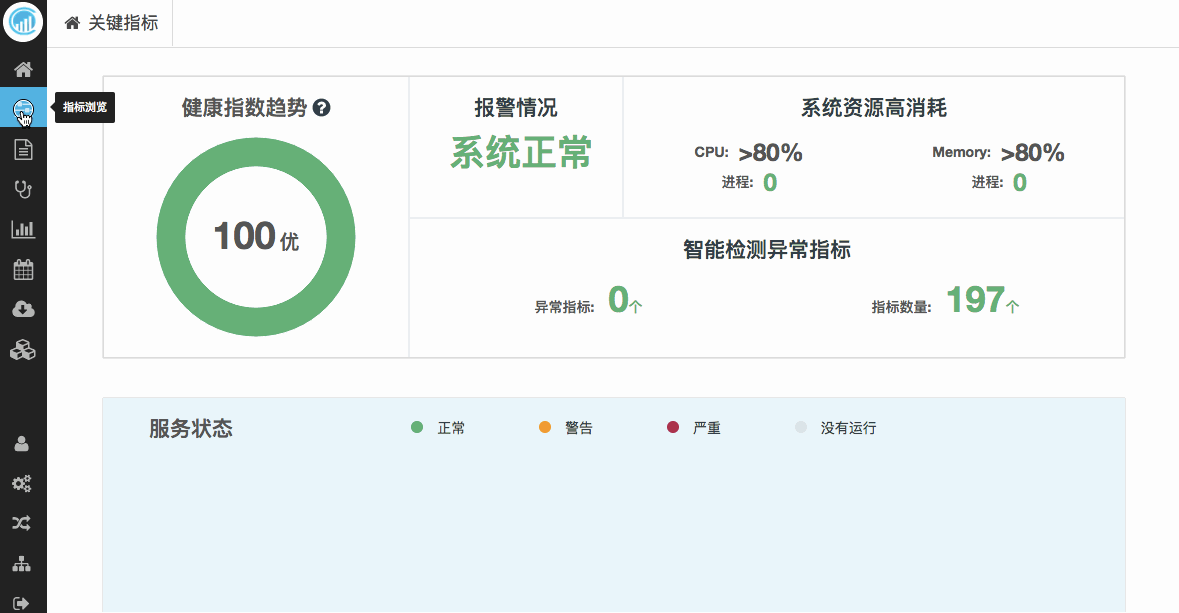 关键指标
指标浏览
健康指数趋势
100 优
报警情况
系统正常
系统资源高消耗
CPU: >80%
进程: 0
Memory: >80%
进程: 0
智能检测异常指标
异常指标: 0个
指标数量: 197个
服务状态
正常
警告
严重
没有运行